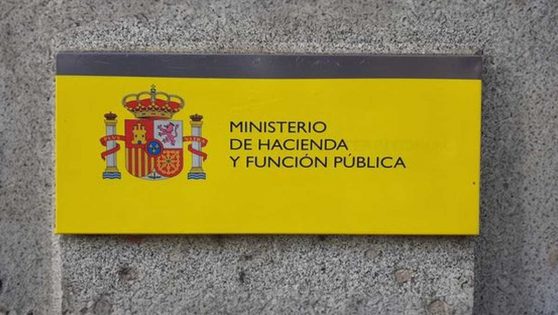 MINISTERIO
DE HACIENDA
Y FUNCIÓN PÚBLICA